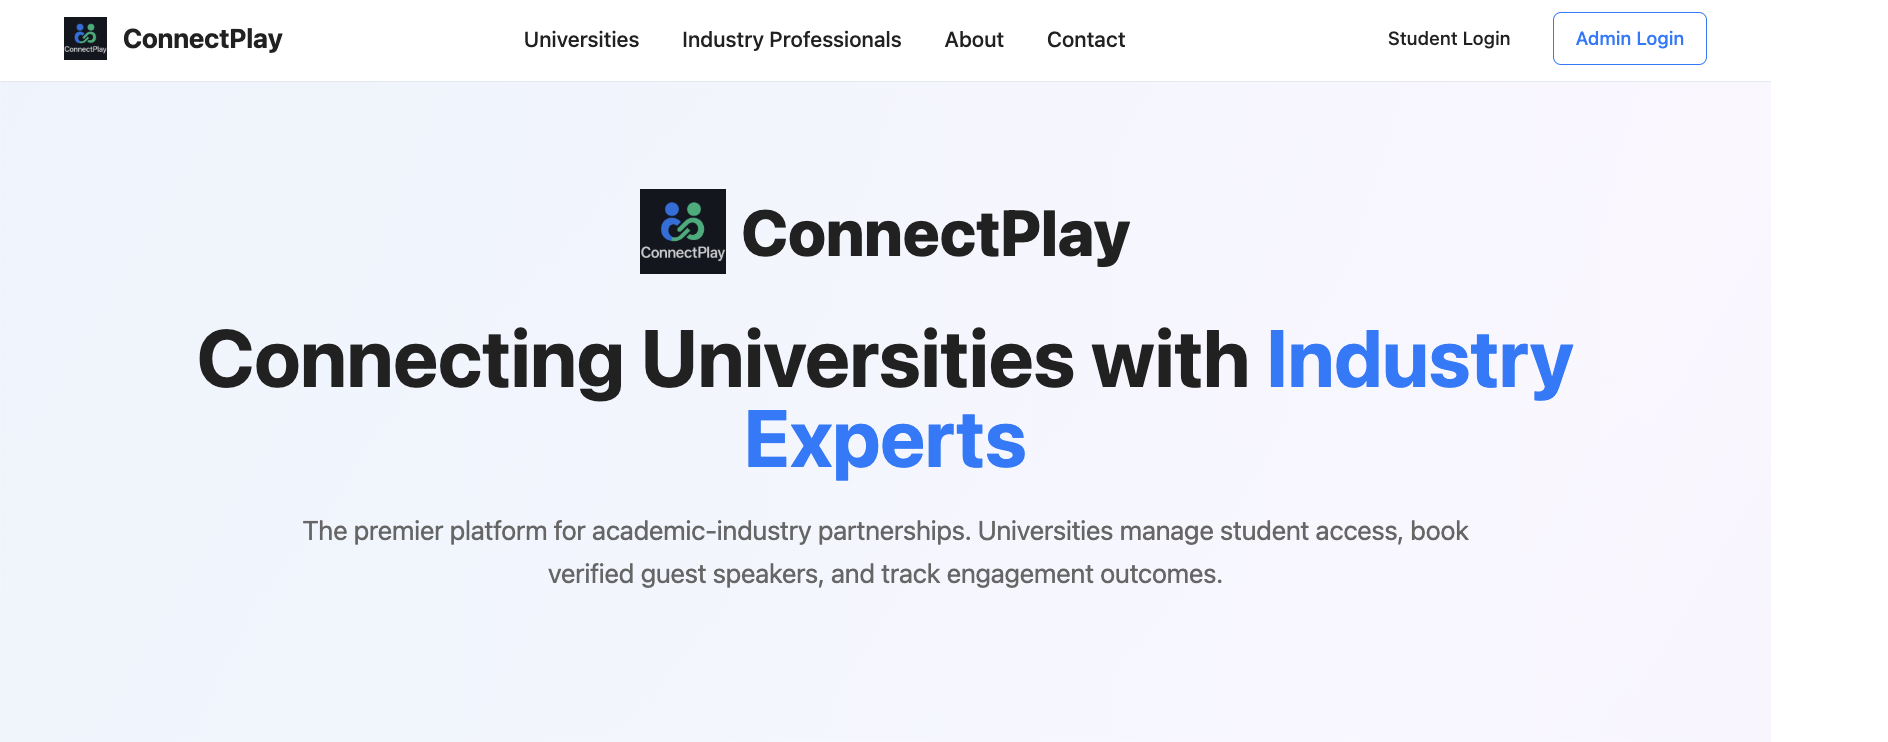 ConnectPlay ConnectPlay Universities Industry Professionals About Contact Student Login Admin Login
ConnectPlay ConnectPlay
Connecting Universities with Industry
Experts
The premier platform for academic-industry partnerships. Universities manage student access, book
verified guest speakers, and track engagement outcomes.